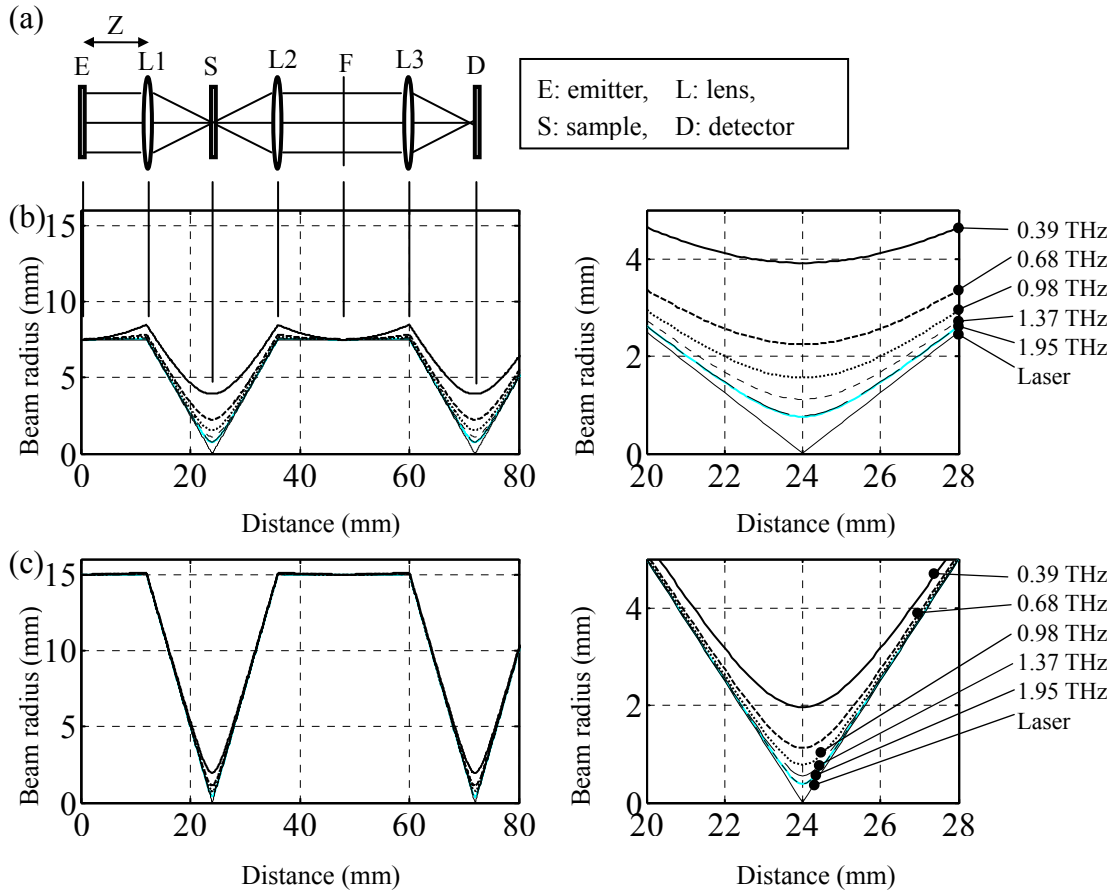 (a)
Z
E L1 S L2 F L3 D
E: emitter, L: lens,
S: sample, D: detector
(b)
Beam radius (mm)
15
10
5
0
0 20 40 60 80
Distance (mm)
Beam radius (mm)
4
2
0
20 22 24 26 28
Distance (mm)
0.39 THz
0.68 THz
0.98 THz
1.37 THz
1.95 THz
Laser
(c)
Beam radius (mm)
15
10
5
0
0 20 40 60 80
Distance (mm)
Beam radius (mm)
4
2
0
20 22 24 26 28
Distance (mm)
0.39 THz
0.68 THz
0.98 THz
1.37 THz
1.95 THz
Laser